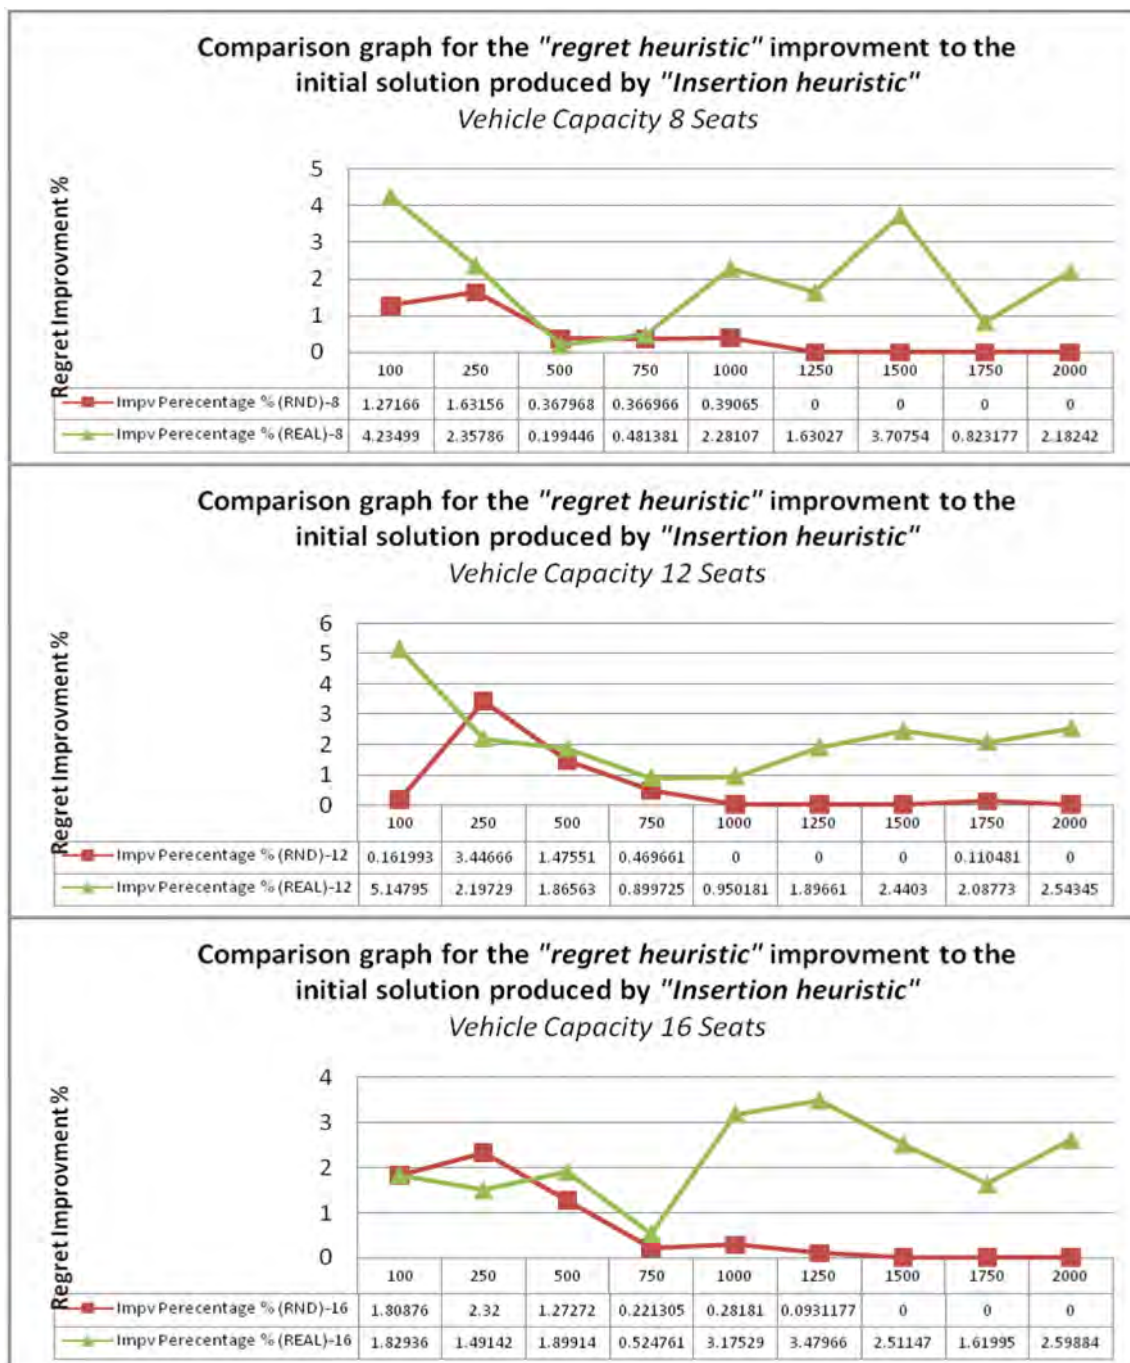 Comparison graph for the "regret heuristic" improvment to the
initial solution produced by "Insertion heuristic"
Vehicle Capacity 8 Seats
Regret Improvment %
5
4
3
2
1
0
100 250 500 750 1000 1250 1500 1750 2000
Impv Perecentage % (RND)-8 1.27166 1.63156 0.367968 0.366966 0.39065 0 0 0 0
Impv Perecentage % (REAL)-8 4.23499 2.35786 0.199446 0.481381 2.28107 1.63027 3.70754 0.823177 2.18242
Comparison graph for the "regret heuristic" improvment to the
initial solution produced by "Insertion heuristic"
Vehicle Capacity 12 Seats
Regret Improvment %
6
5
4
3
2
1
0
100 250 500 750 1000 1250 1500 1750 2000
Impv Perecentage % (RND)-12 0.161993 3.44666 1.47551 0.469661 0 0 0 0.110481 0
Impv Perecentage % (REAL)-12 5.14795 2.19729 1.86563 0.899725 0.950181 1.89661 2.4403 2.08773 2.54345
Comparison graph for the "regret heuristic" improvment to the
initial solution produced by "Insertion heuristic"
Vehicle Capacity 16 Seats
Regret Improvment %
4
3
2
1
0
100 250 500 750 1000 1250 1500 1750 2000
Impv Perecentage % (RND)-16 1.80876 2.32 1.27272 0.221305 0.28181 0.0931177 0 0 0
Impv Perecentage % (REAL)-16 1.82936 1.49142 1.89914 0.524761 3.17529 3.47966 2.51147 1.61995 2.59884